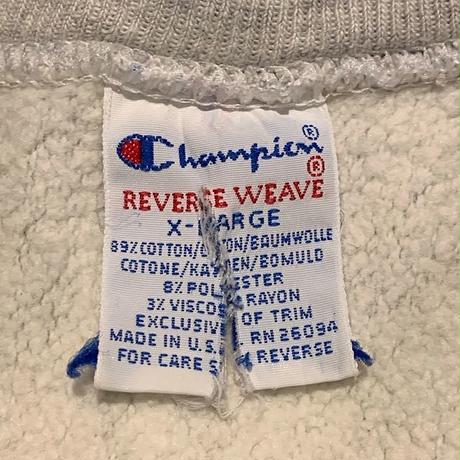 Champion®
REVERSE WEAVE®
X-LARGE
89%COTTON/COTON/BAUMWOLLE
COTONE/KATOEN/BOMULD
8% POLYESTER
3% VISCOSE RAYON
EXCLUSIVE OF TRIM
MADE IN U.S. RN 26094
FOR CARE SEE REVERSE